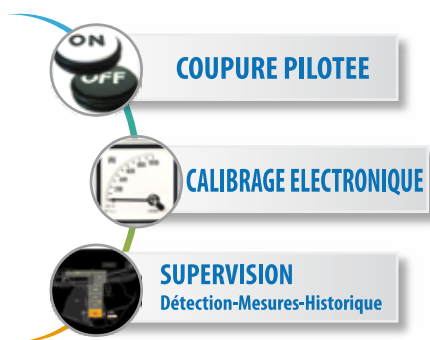 ON
OFF
COUPURE PILOTEE
CALIBRAGE ELECTRONIQUE
SUPERVISION
Détection-Mesures-Historique